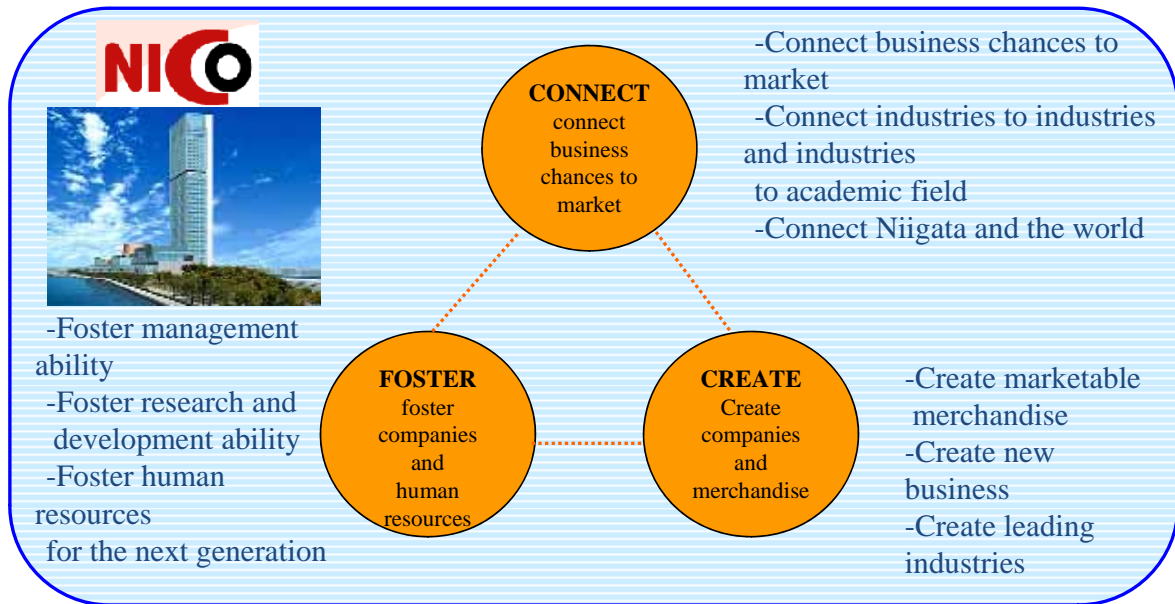 NICO
CONNECT
connect
business
chances to
market
-Connect business chances to
market
-Connect industries to industries
and industries
to academic field
-Connect Niigata and the world
-Foster management
ability
-Foster research and
development ability
-Foster human
resources
for the next generation
FOSTER
foster
companies
and
human
resources
CREATE
Create
companies
and
merchandise
-Create marketable
merchandise
-Create new
business
-Create leading
industries